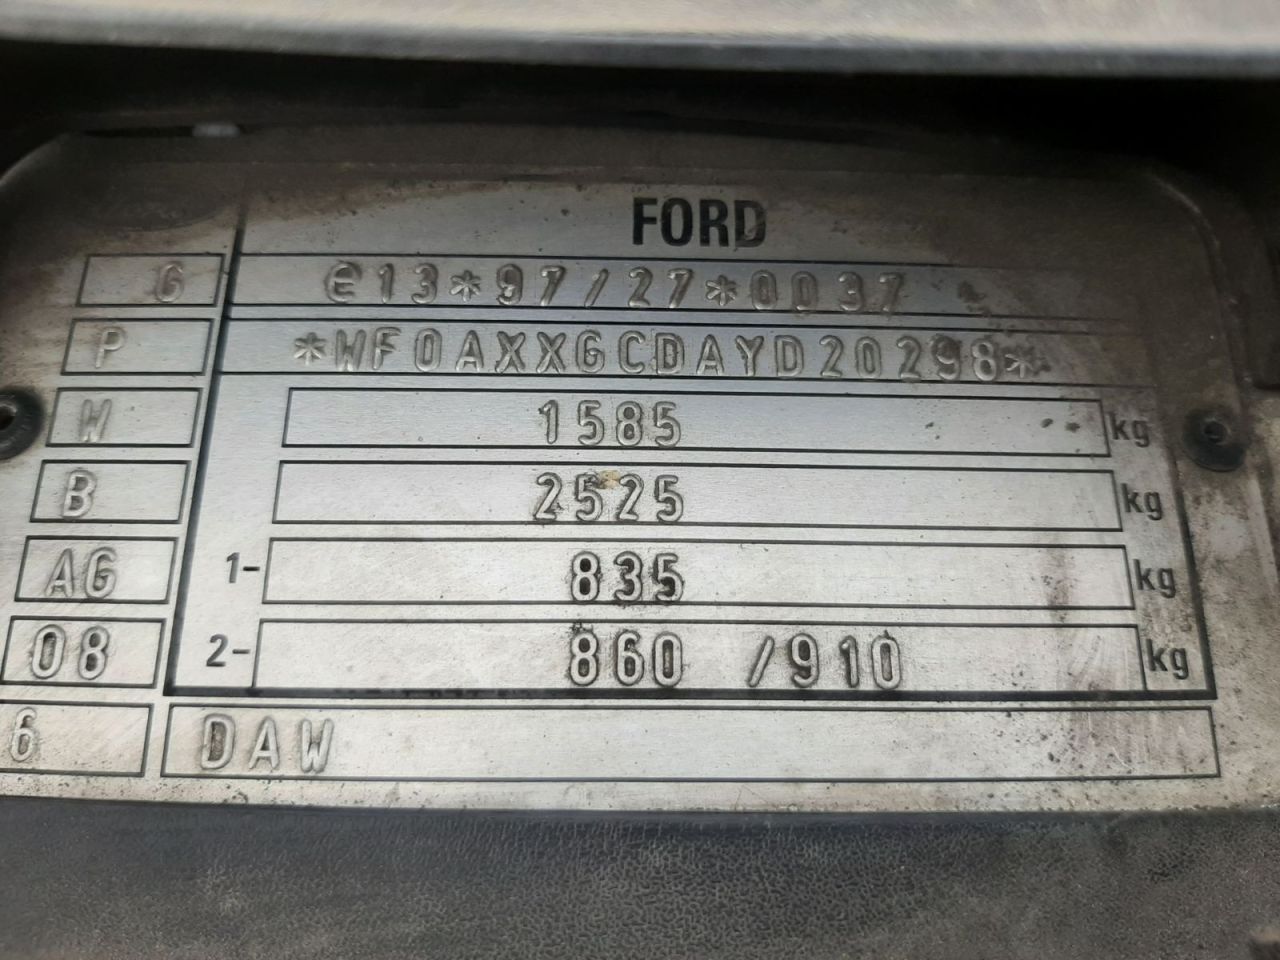 FORD
G e13*97/27*0037
P *WF0AXXGCDAYD20298*
W 1585 kg
B 2525 kg
AG 1- 835 kg
08 2- 860 /910 kg
6 DAW